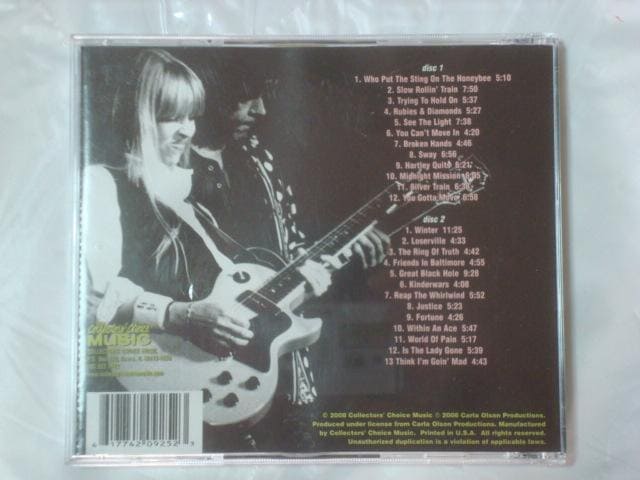 disc 1
1. Who Put The Sting On The Honeybee 5:10
2. Slow Rollin' Train 7:50
3. Trying To Hold On 5:37
4. Rubies & Diamonds 5:27
5. See The Light 7:38
6. You Can't Move In 4:20
7. Broken Hands 4:46
8. Sway 6:56
9. Hartley Quits 6:21
10. Midnight Mission
11. Silver Train
12. You Gotta Move 6:58
disc 2
1. Winter 11:25
2. Loserville 4:33
3. The Ring Of Truth 4:42
4. Friends In Baltimore 4:55
5. Great Black Hole 9:28
6. Kinderwars 4:08
7. Reap The Whirlwind 5:52
8. Justice 5:23
9. Fortune 4:26
10. Within An Ace 5:47
11. World Of Pain 5:17
12. Is The Lady Gone 5:39
13 Think I'm Goin' Mad 4:43
Collectors' Choice
MUSIC
© 2008 Collectors' Choice Music © 2008 Carla Olson Productions.
Produced under license from Carla Olson Productions. Manufactured
by Collectors' Choice Music. Printed in U.S.A. All rights reserved.
Unauthorized duplication is a violation of applicable laws.
17742 09252